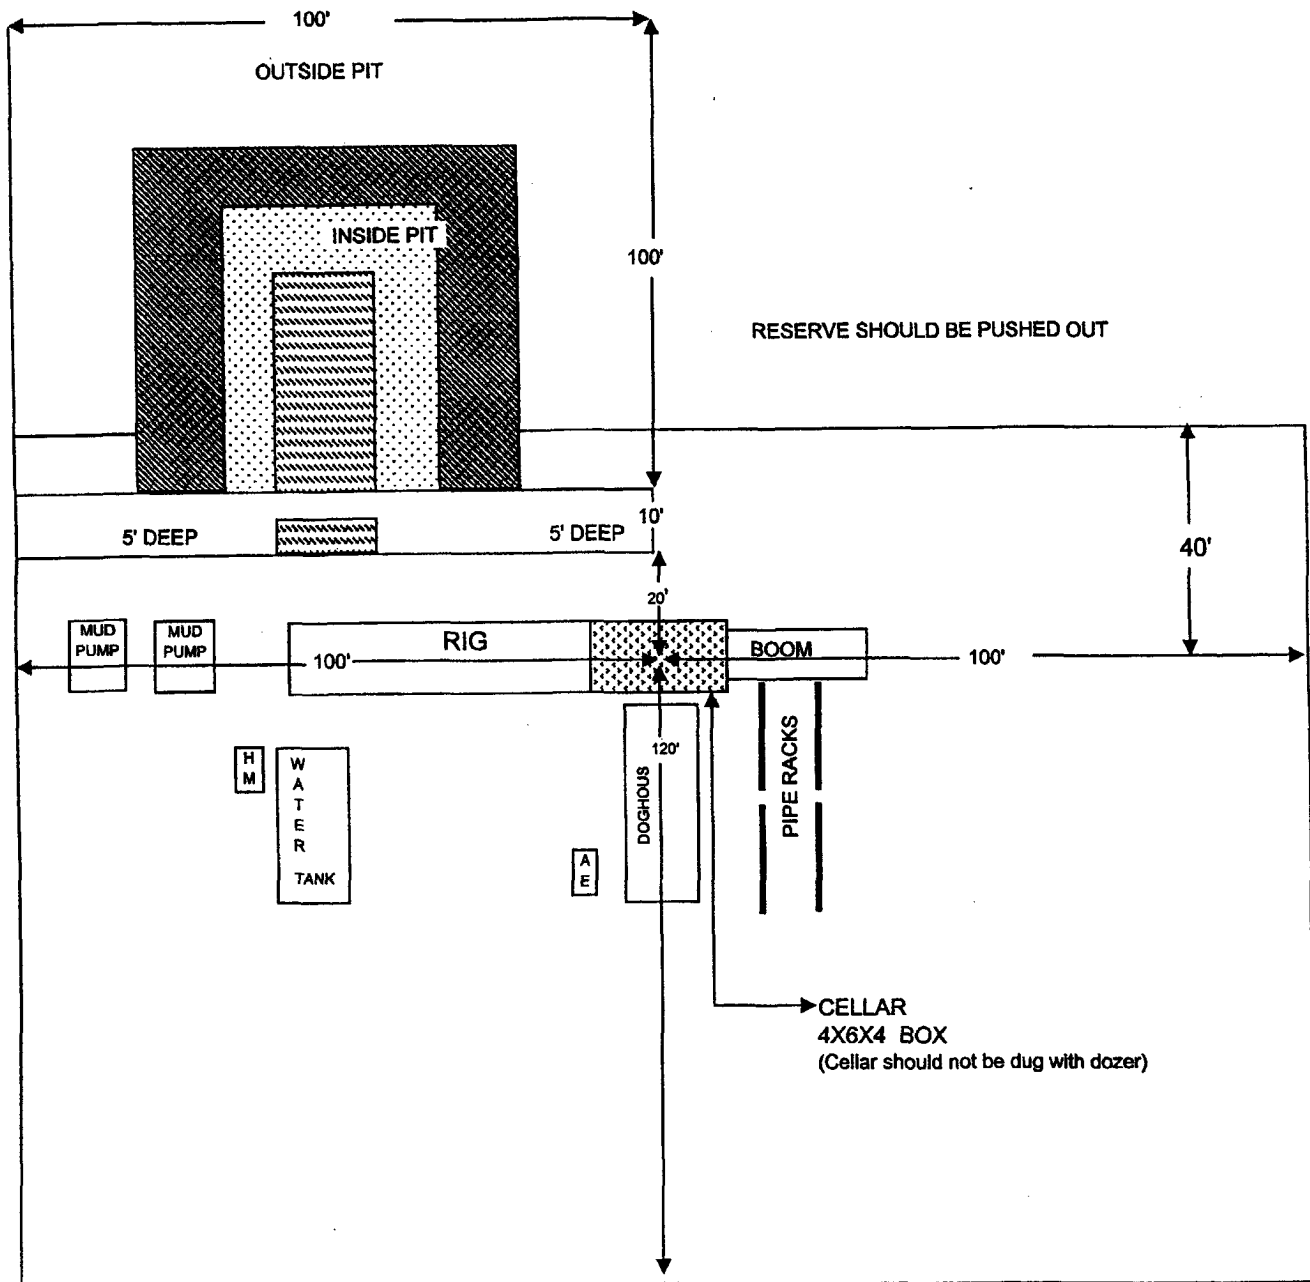 100'
OUTSIDE PIT
INSIDE PIT
100'
RESERVE SHOULD BE PUSHED OUT
10'
5' DEEP
5' DEEP
40'
20'
MUD
PUMP
MUD
PUMP
RIG
BOOM
100'
100'
120'
H
M
W
A
T
E
R
TANK
DOGHOUS
PIPE RACKS
A
E
CELLAR
4X6X4 BOX
(Cellar should not be dug with dozer)